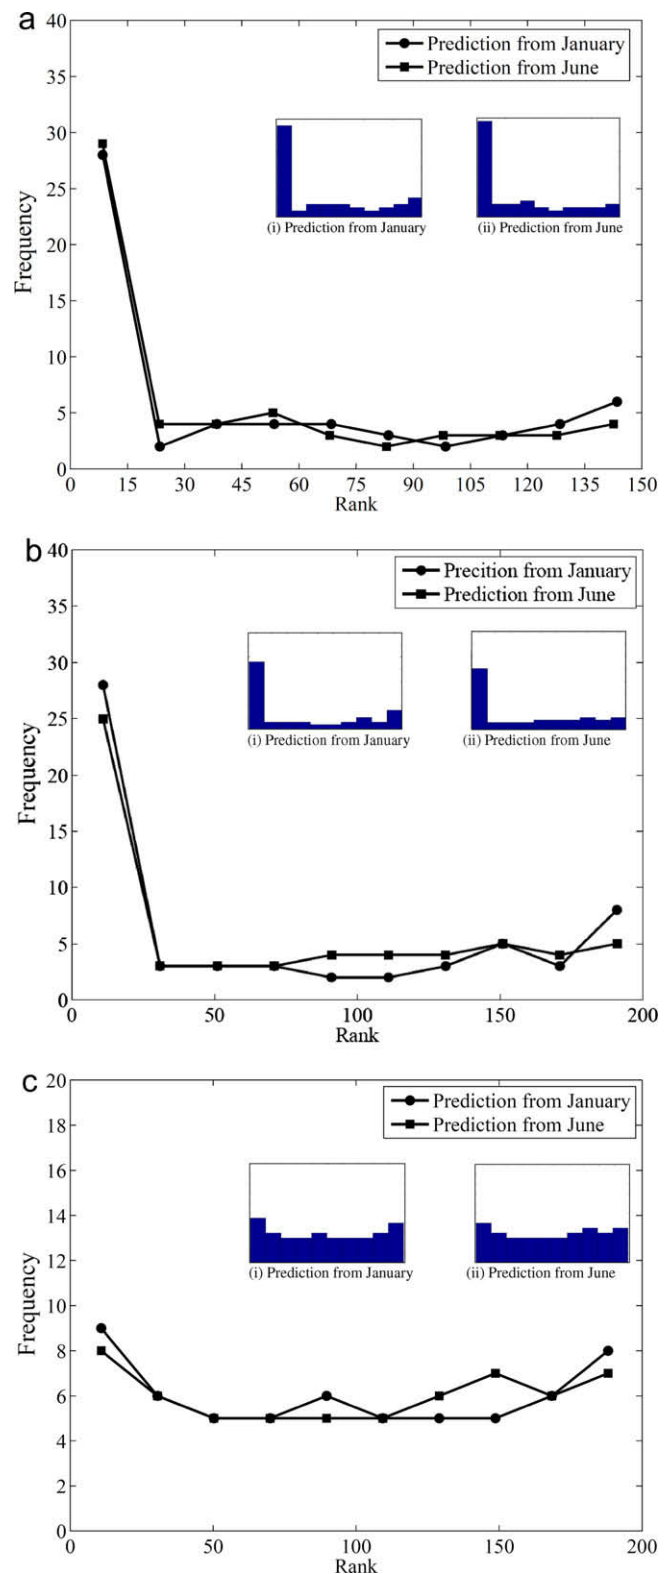 a
Prediction from January
Prediction from June
40
35
30
25
20
15
10
5
0
Frequency
(i) Prediction from January
(ii) Prediction from June
0 15 30 45 60 75 90 105 120 135 150
Rank
b
Precition from January
Prediction from June
40
35
30
25
20
15
10
5
0
Frequency
(i) Prediction from January
(ii) Prediction from June
0 50 100 150 200
Rank
c
Prediction from January
Prediction from June
20
18
16
14
12
10
8
6
4
2
0
Frequency
(i) Prediction from January
(ii) Prediction from June
0 50 100 150 200
Rank